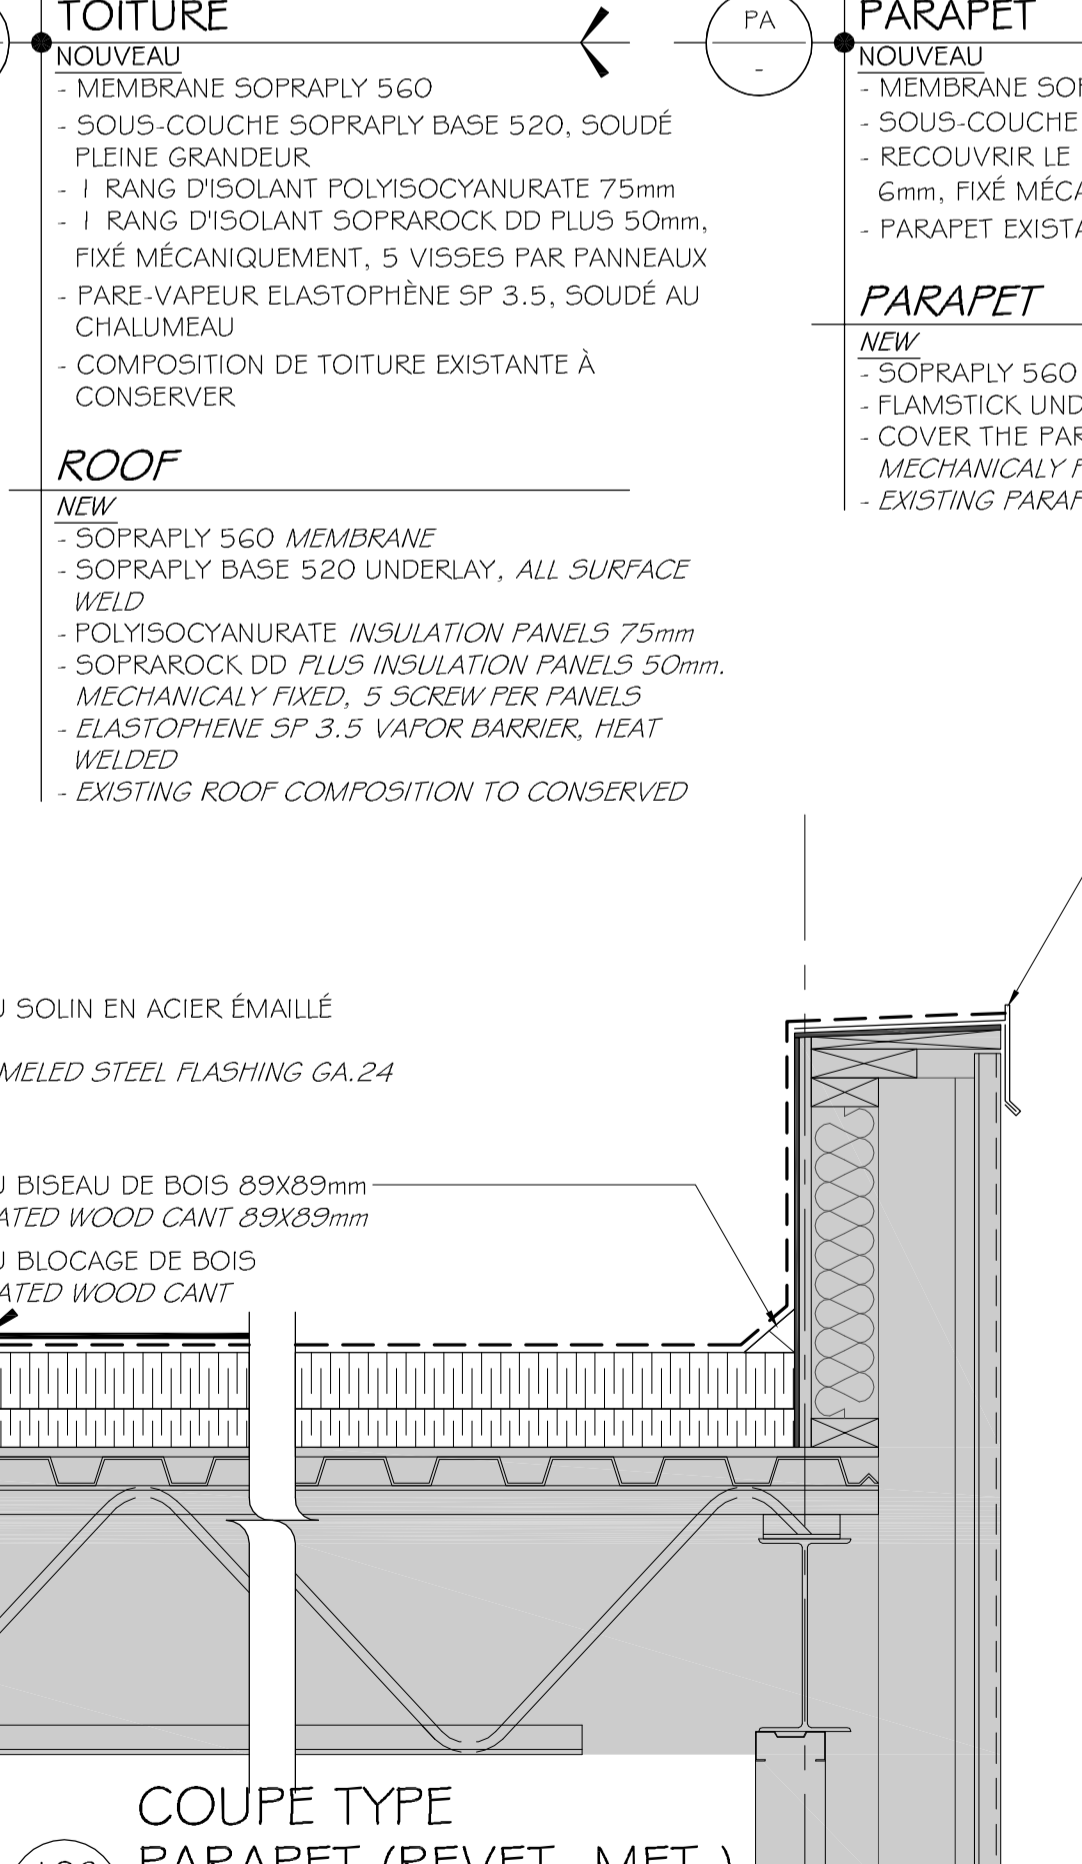 TOITURE
NOUVEAU
- MEMBRANE SOPRAPLY 560
- SOUS-COUCHE SOPRAPLY BASE 520, SOUDÉ
PLEINE GRANDEUR
- 1 RANG D'ISOLANT POLYISOCYANURATE 75mm
- 1 RANG D'ISOLANT SOPRAROCK DD PLUS 50mm,
FIXÉ MÉCANIQUEMENT, 5 VISSES PAR PANNEAUX
- PARE-VAPEUR ELASTOPHÈNE SP 3.5, SOUDÉ AU
CHALUMEAU
- COMPOSITION DE TOITURE EXISTANTE À
CONSERVER
ROOF
NEW
- SOPRAPLY 560 MEMBRANE
- SOPRAPLY BASE 520 UNDERLAY, ALL SURFACE
WELD
- POLYISOCYANURATE INSULATION PANELS 75mm
- SOPRAROCK DD PLUS INSULATION PANELS 50mm.
MECHANICALY FIXED, 5 SCREW PER PANELS
- ELASTOPHENE SP 3.5 VAPOR BARRIER, HEAT
WELDED
- EXISTING ROOF COMPOSITION TO CONSERVED
PA
-
PARAPET
NOUVEAU
- MEMBRANE
- SOUS-COUCHE
- RECOUVRIR LE
6mm, FIXÉ
- PARAPET
PARAPET
NEW
- SOPRAPLY 560
- FLAMSTICK
- COVER THE
MECHANICALY
- EXISTING
SOLIN EN ACIER ÉMAILLÉ
STEEL FLASHING GA.24
BISEAU DE BOIS 89X89mm
WOOD CANT 89X89mm
BLOCAGE DE BOIS
WOOD CANT
COUPE TYPE
PARAPET (REVET. MET.)